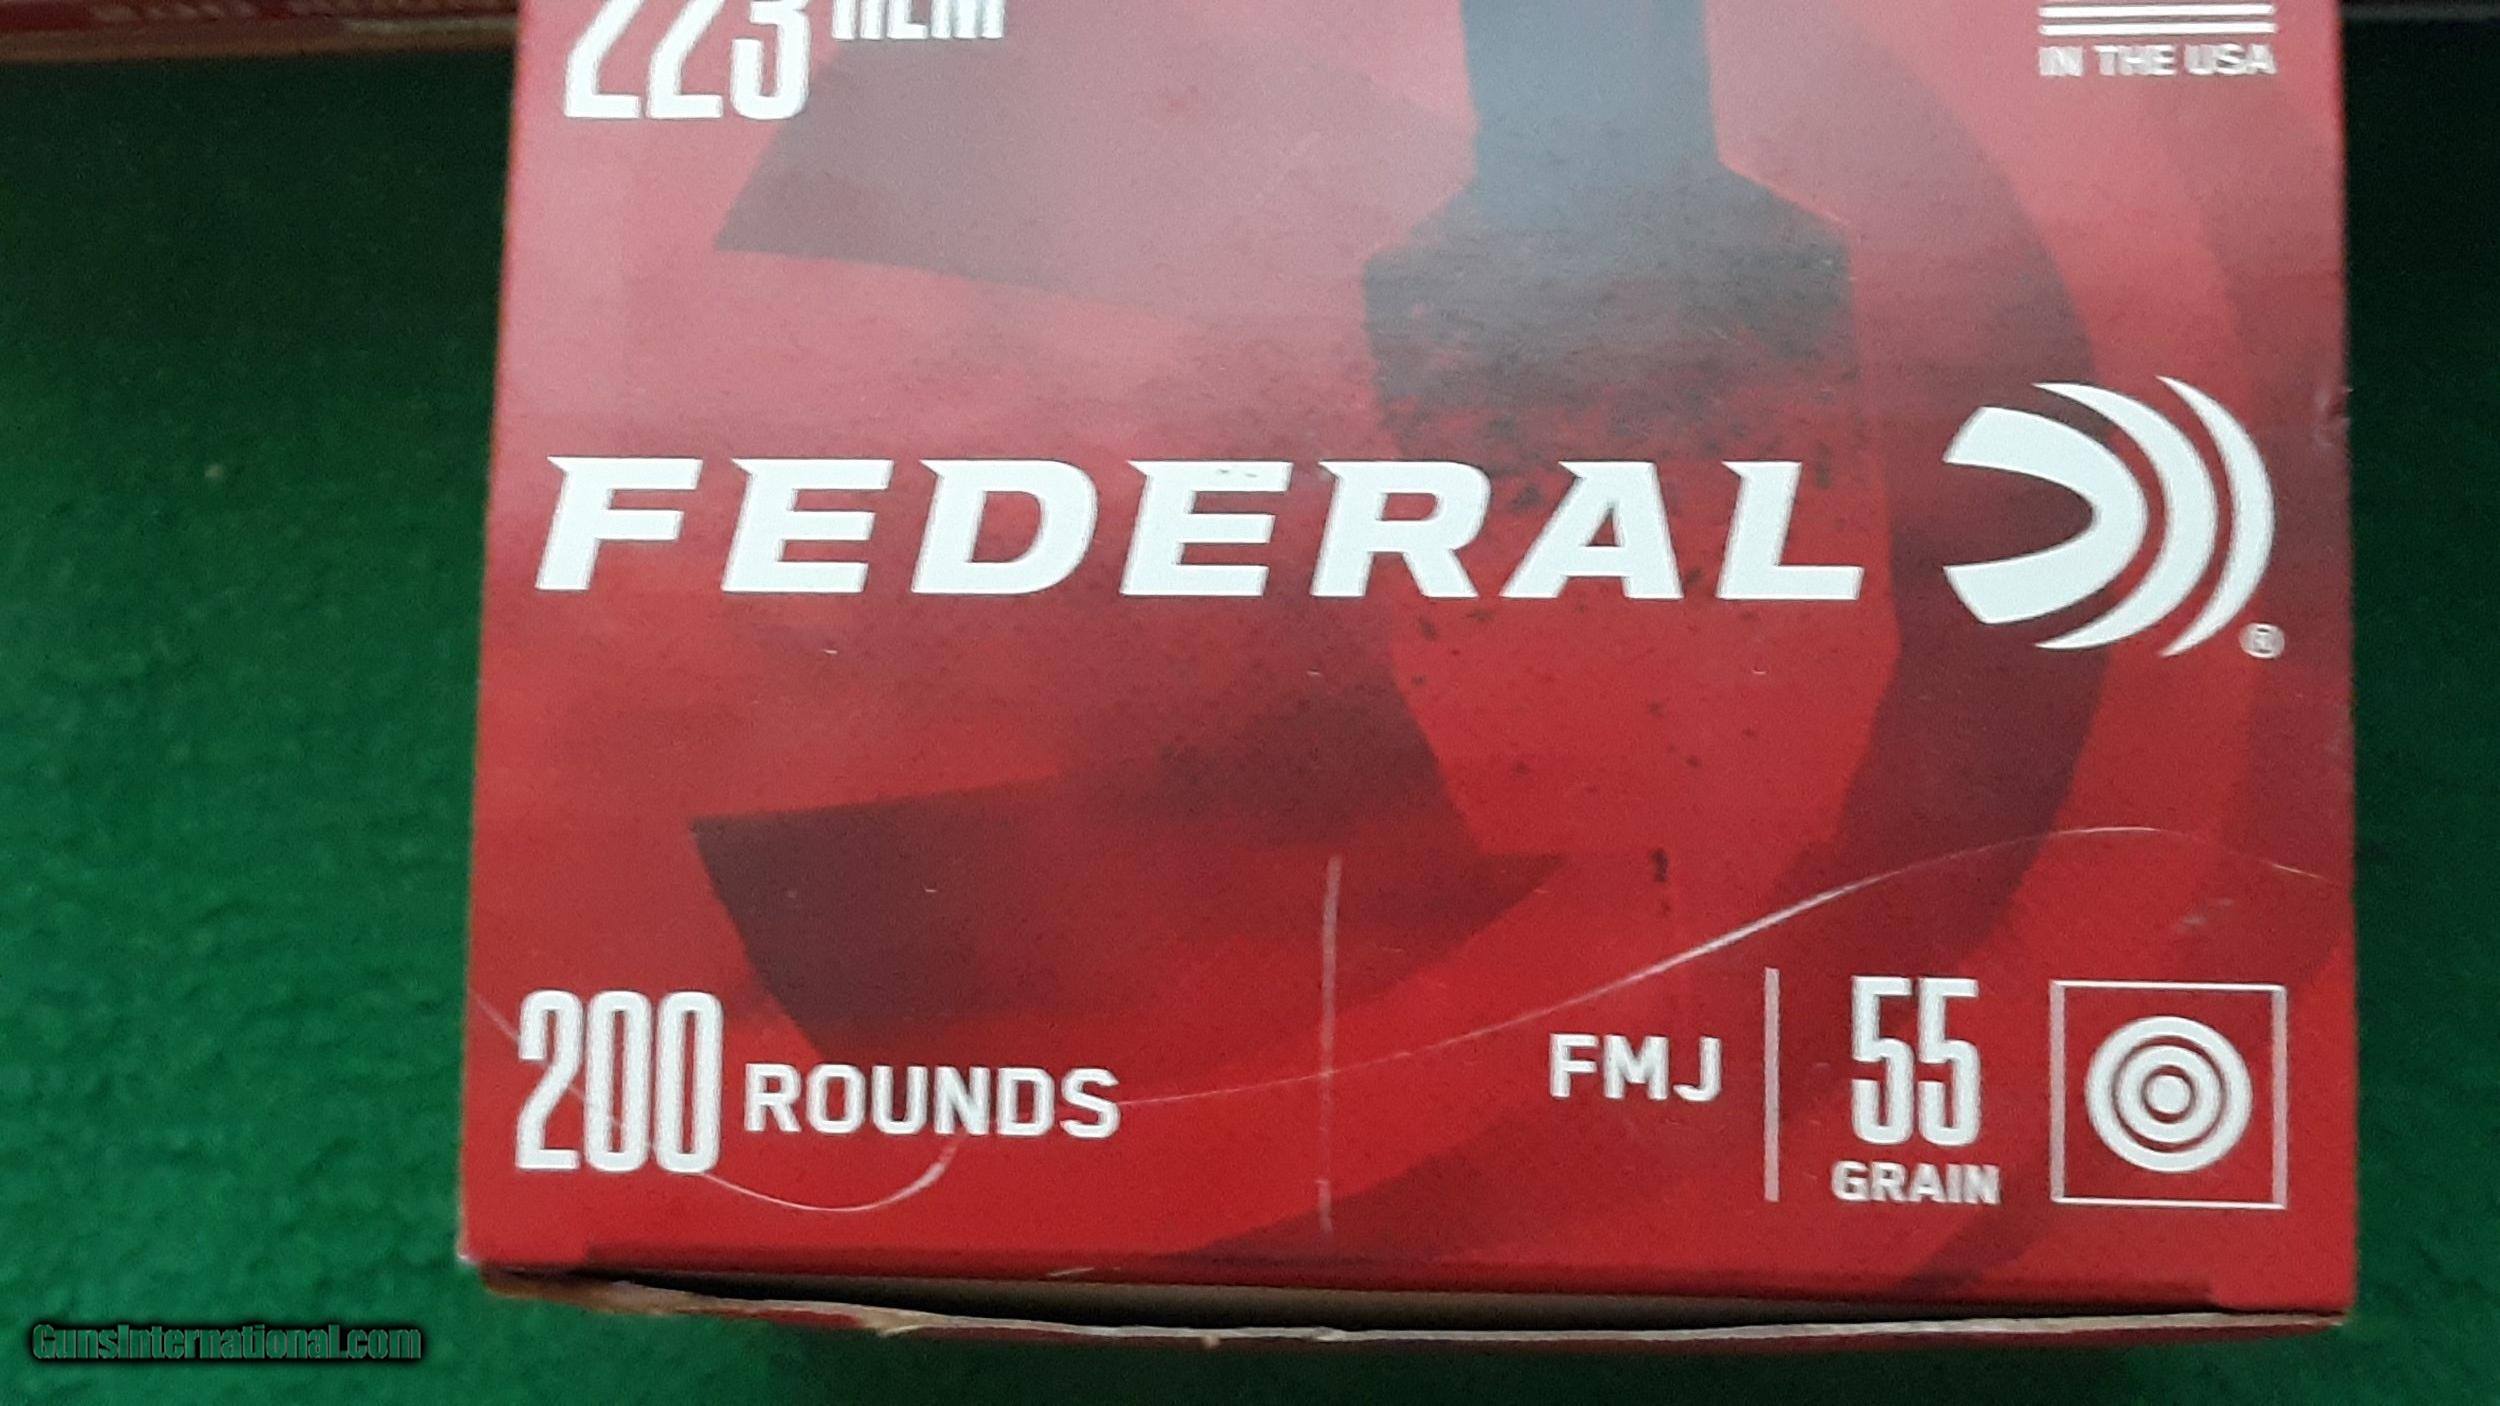 223 REM
IN THE USA
FEDERAL
®
200 ROUNDS
FMJ
55
GRAIN
GunsInternational.com